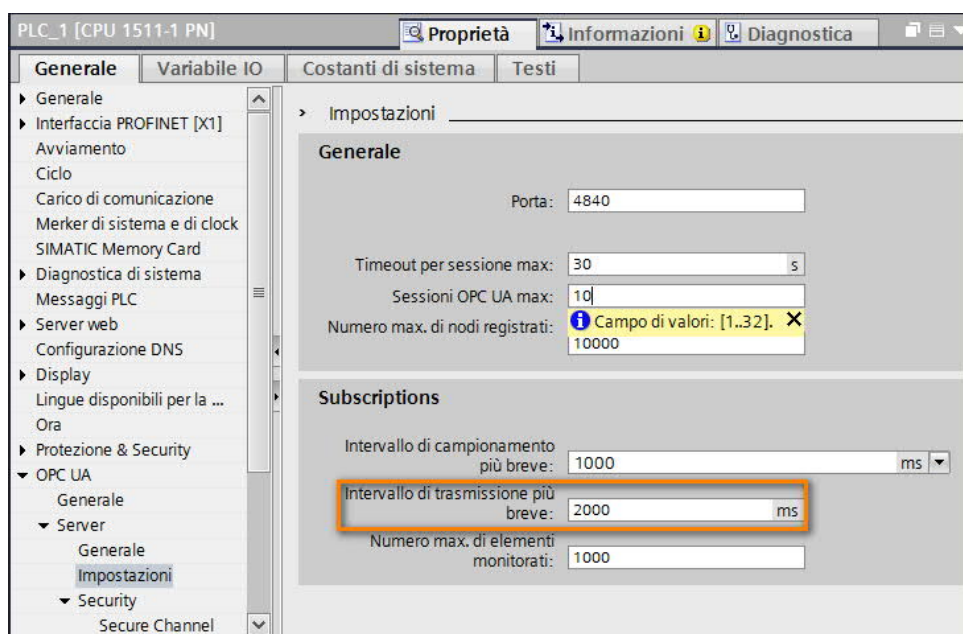 PLC_1 [CPU 1511-1 PN]
Proprietà
Informazioni
Diagnostica
Generale
Variabile IO
Costanti di sistema
Testi
Generale
Interfaccia PROFINET [X1]
Avviamento
Ciclo
Carico di comunicazione
Merker di sistema e di clock
SIMATIC Memory Card
Diagnostica di sistema
Messaggi PLC
Server web
Configurazione DNS
Display
Lingue disponibili per la ...
Ora
Protezione & Security
OPC UA
Generale
Server
Generale
Impostazioni
Security
Secure Channel
Impostazioni
Generale
Porta: 4840
Timeout per sessione max: 30 s
Sessioni OPC UA max: 10
Campo di valori: [1..32].
Numero max. di nodi registrati: 10000
Subscriptions
Intervallo di campionamento
più breve: 1000 ms
Intervallo di trasmissione più
breve: 2000 ms
Numero max. di elementi
monitorati: 1000